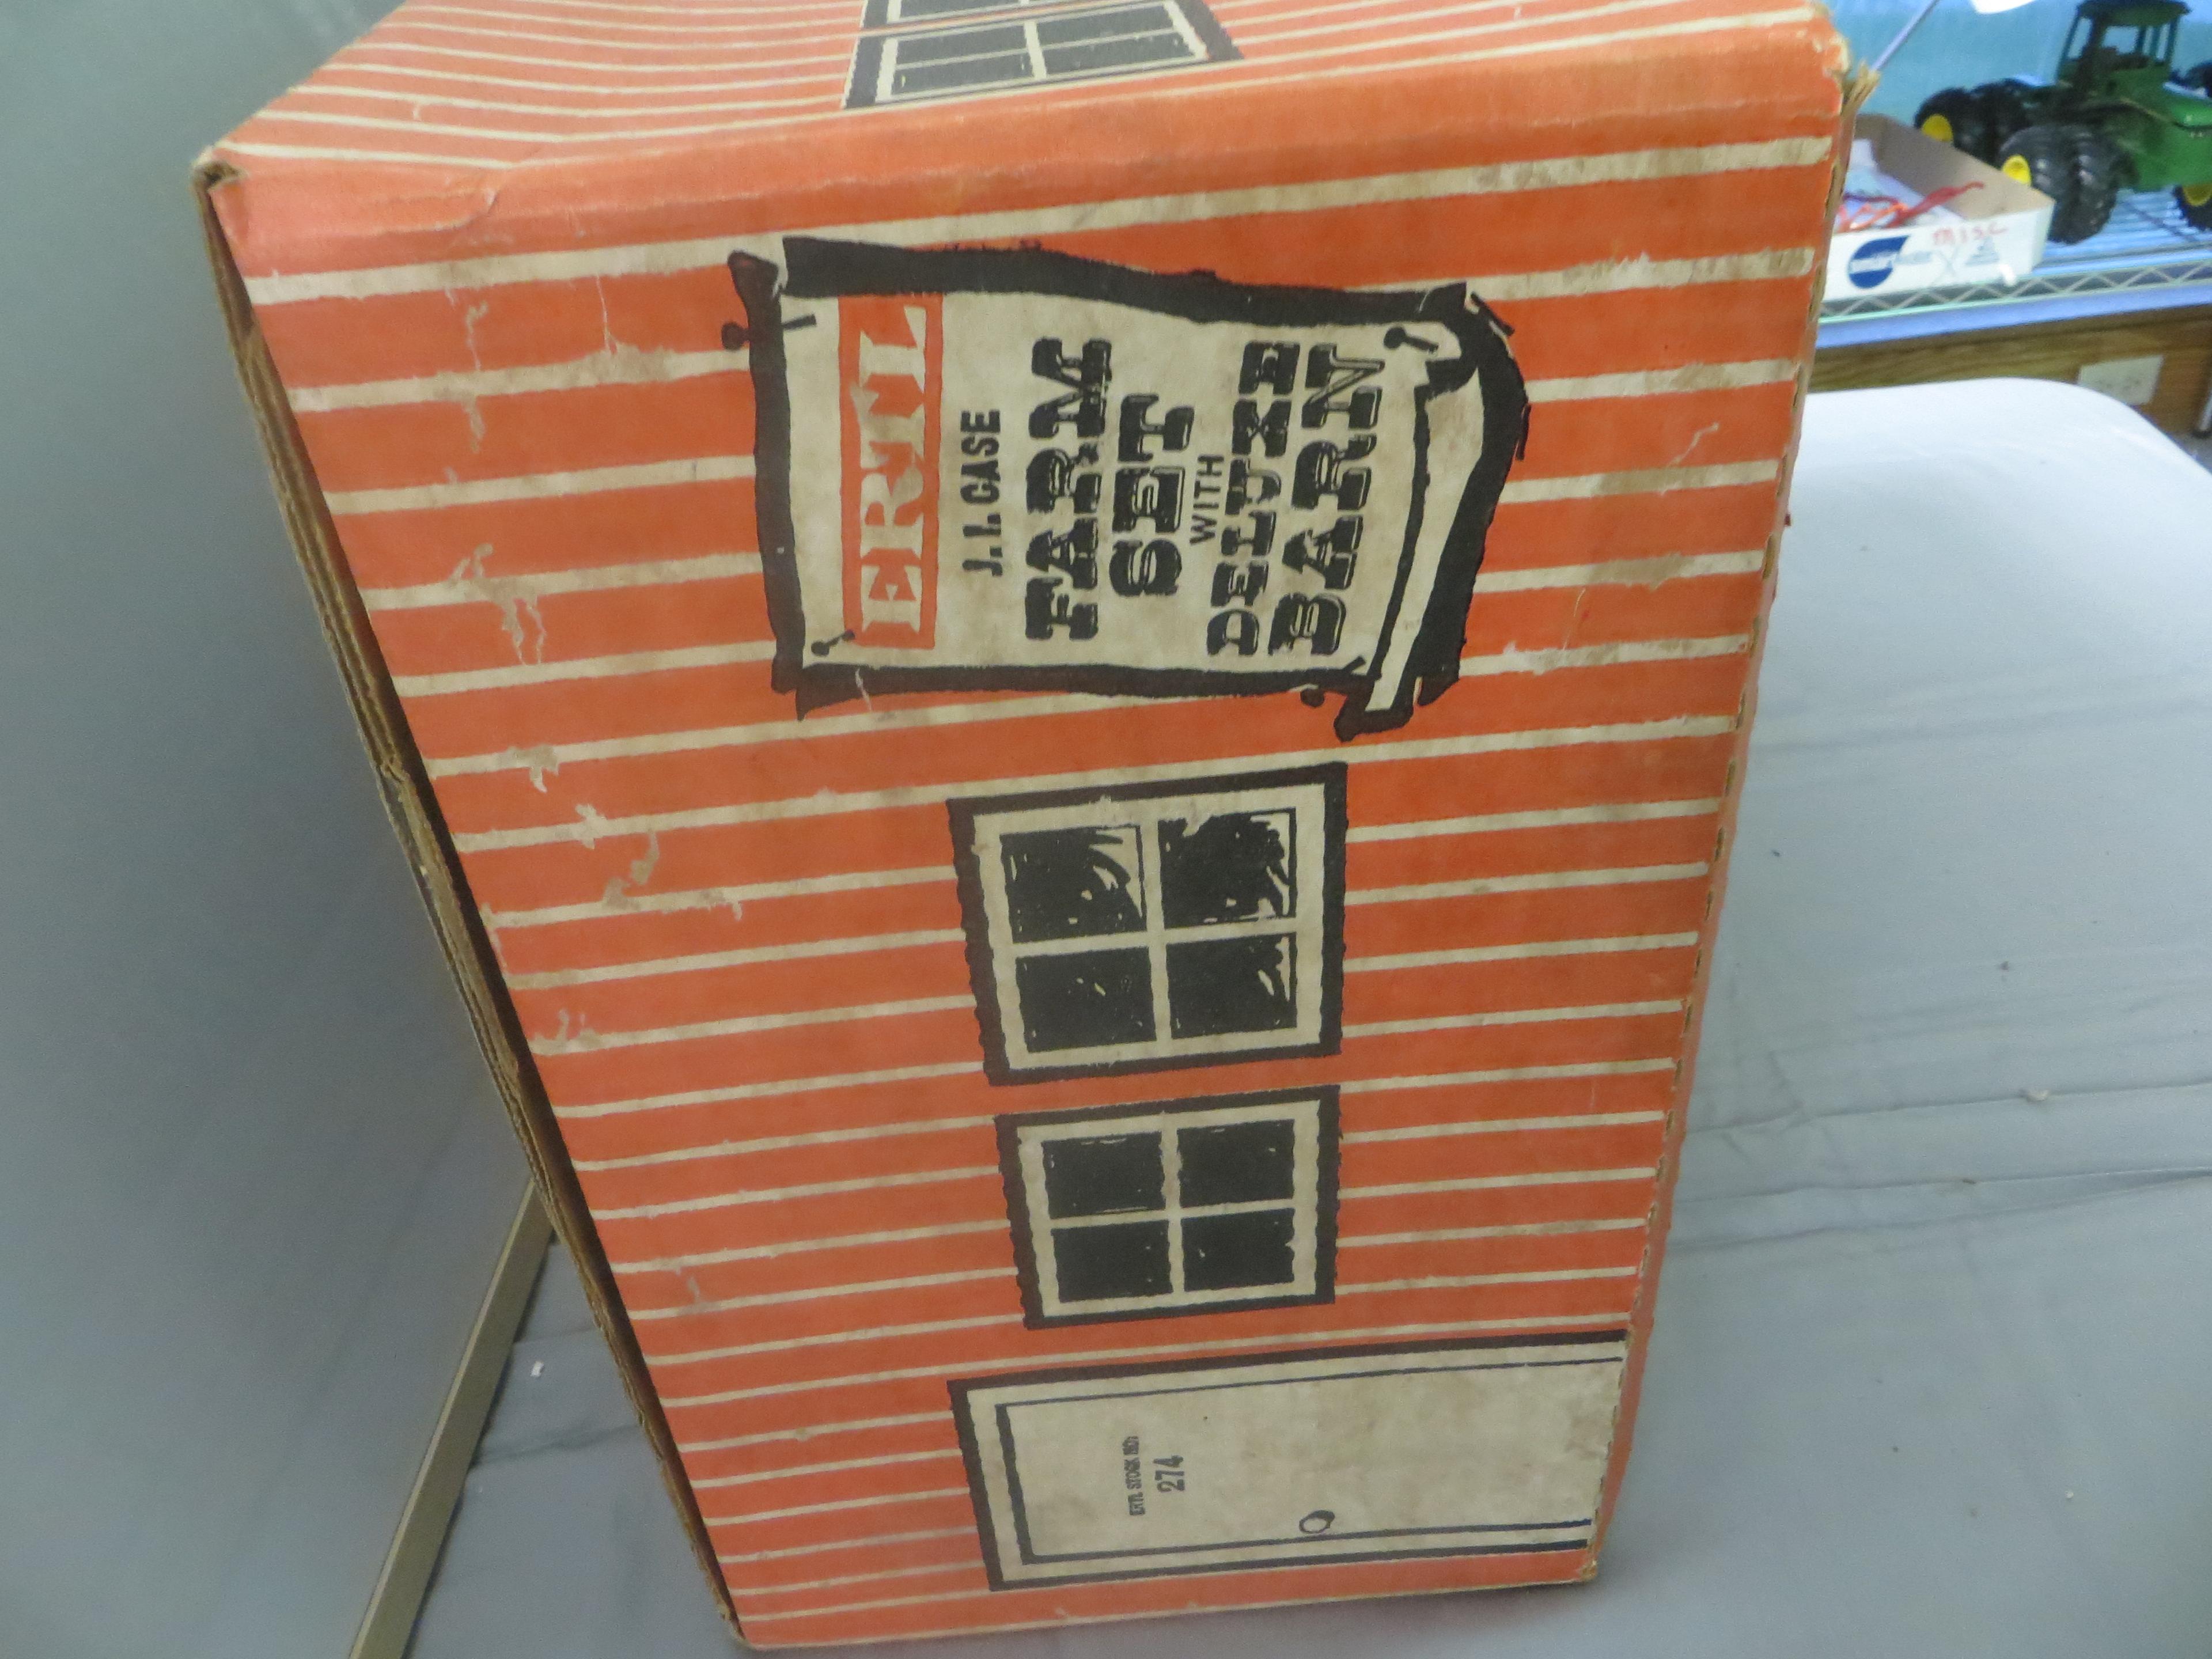 ERTL
J. I. CASE
FARM
SET
WITH
DELUXE
BARN
ERTL STOCK NO.
274
MISC